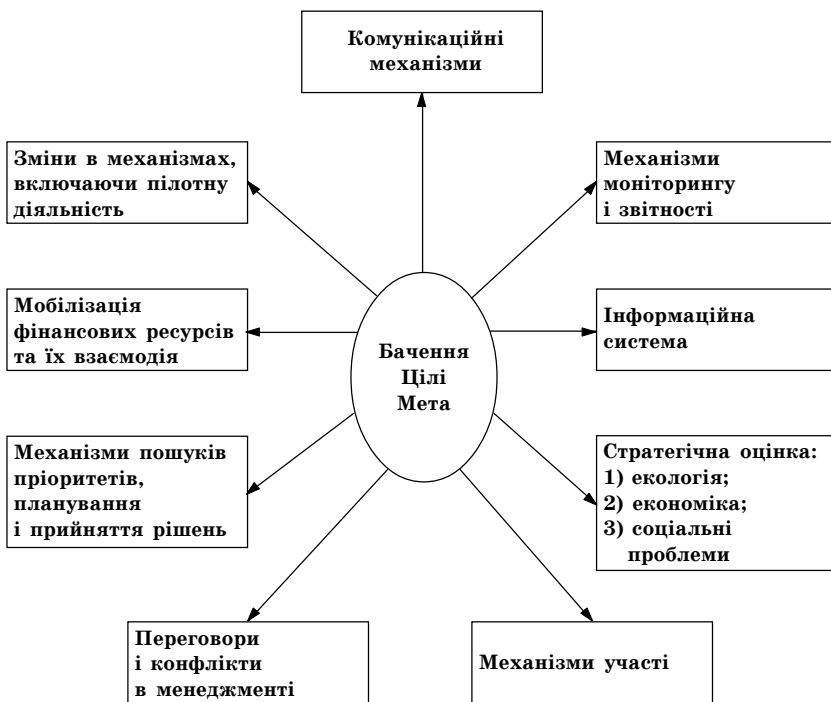 Комунікаційні
механізми
Зміни в механізмах,
включаючи пілотну
діяльність
Механізми
моніторингу
і звітності
Мобілізація
фінансових ресурсів
та їх взаємодія
Бачення
Цілі
Мета
Інформаційна
система
Механізми пошуків
пріоритетів,
планування
і прийняття рішень
Стратегічна оцінка:
1) екологія;
2) економіка;
3) соціальні
проблеми
Переговори
і конфлікти
в менеджменті
Механізми участі